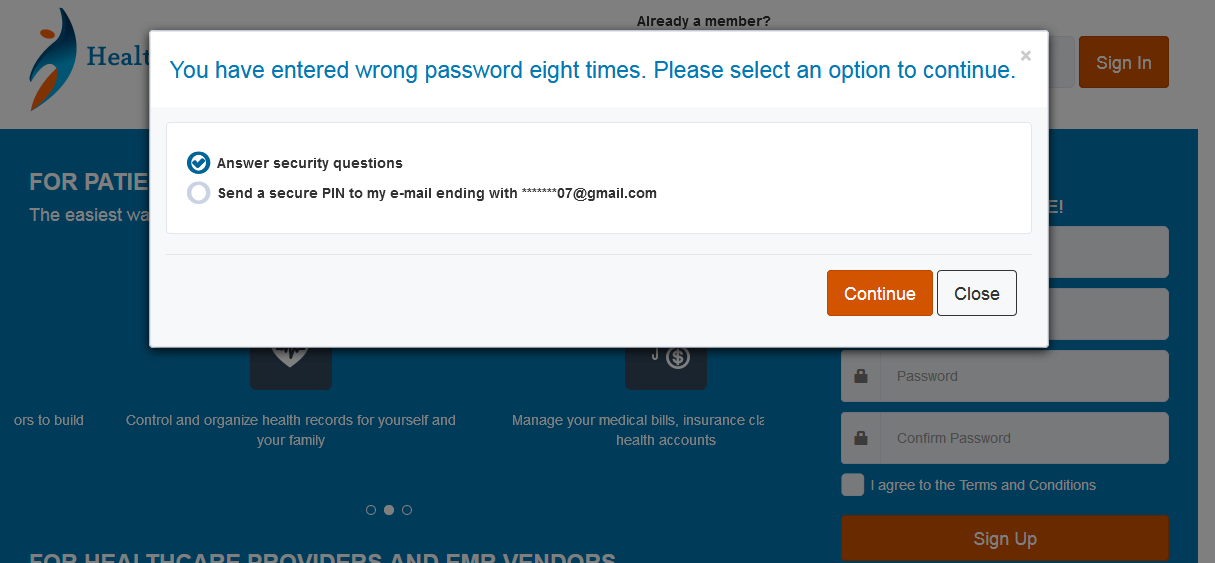 Already a member?
Healt
Sign In
You have entered wrong password eight times. Please select an option to continue.
×
Answer security questions
Send a secure PIN to my e-mail ending with *******07@gmail.com
Continue
Close
FOR PATIE
The easiest wa
E!
ors to build
Control and organize health records for yourself and
your family
Manage your medical bills, insurance cla
health accounts
Password
Confirm Password
I agree to the Terms and Conditions
Sign Up
FOR HEALTHCARE PROVIDERS AND EMR VENDORS